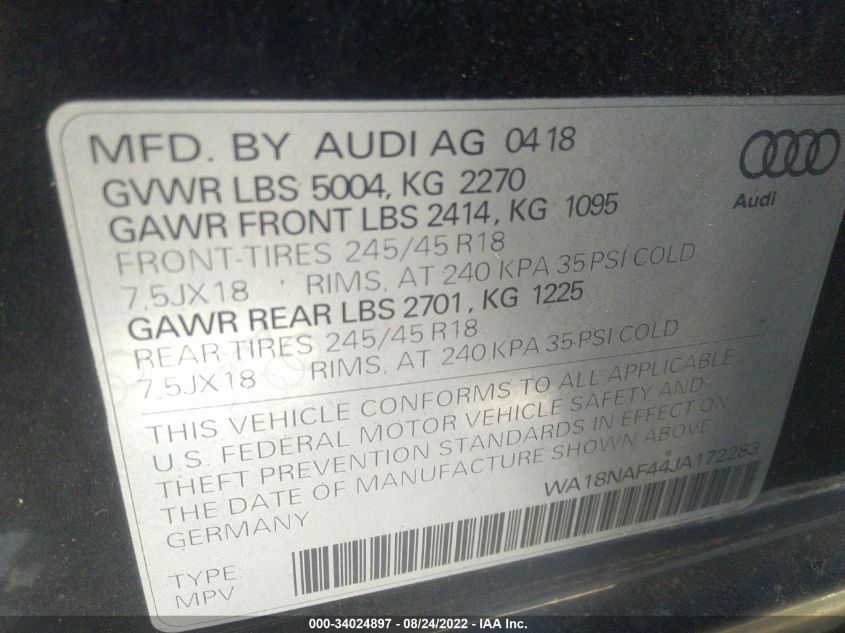 MFD. BY AUDI AG 04 18
GVWR LBS 5004, KG 2270
GAWR FRONT LBS 2414, KG 1095
FRONT-TIRES 245/45 R18
7.5JX18 RIMS, AT 240 KPA 35 PSI COLD
GAWR REAR LBS 2701, KG 1225
REAR-TIRES 245/45 R18
7.5JX18 RIMS, AT 240 KPA 35 PSI COLD
Audi
THIS VEHICLE CONFORMS TO ALL APPLICABLE
U.S. FEDERAL MOTOR VEHICLE SAFETY AND
THEFT PREVENTION STANDARDS IN EFFECT ON
THE DATE OF MANUFACTURE SHOWN ABOVE
GERMANY
WA18NAF44JA172283
TYPE:
MPV
000-34024897 - 08/24/2022 - IAA Inc.